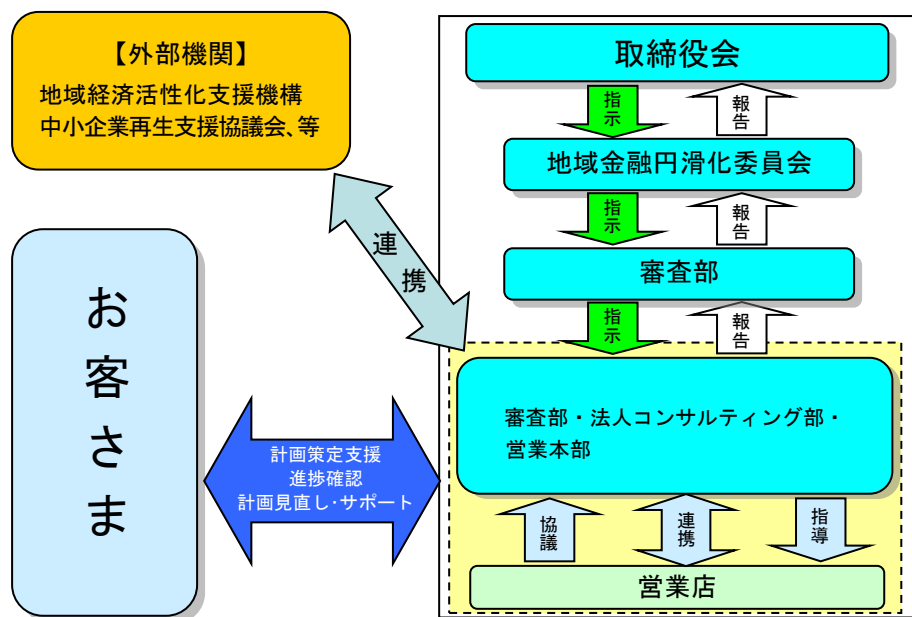 【外部機関】
地域経済活性化支援機構
中小企業再生支援協議会、等
取締役会
指示
報告
地域金融円滑化委員会
指示
報告
審査部
指示
報告
連携
お客さま
計画策定支援
進捗確認
計画見直し・サポート
審査部・法人コンサルティング部・
営業本部
協議
連携
指導
営業店